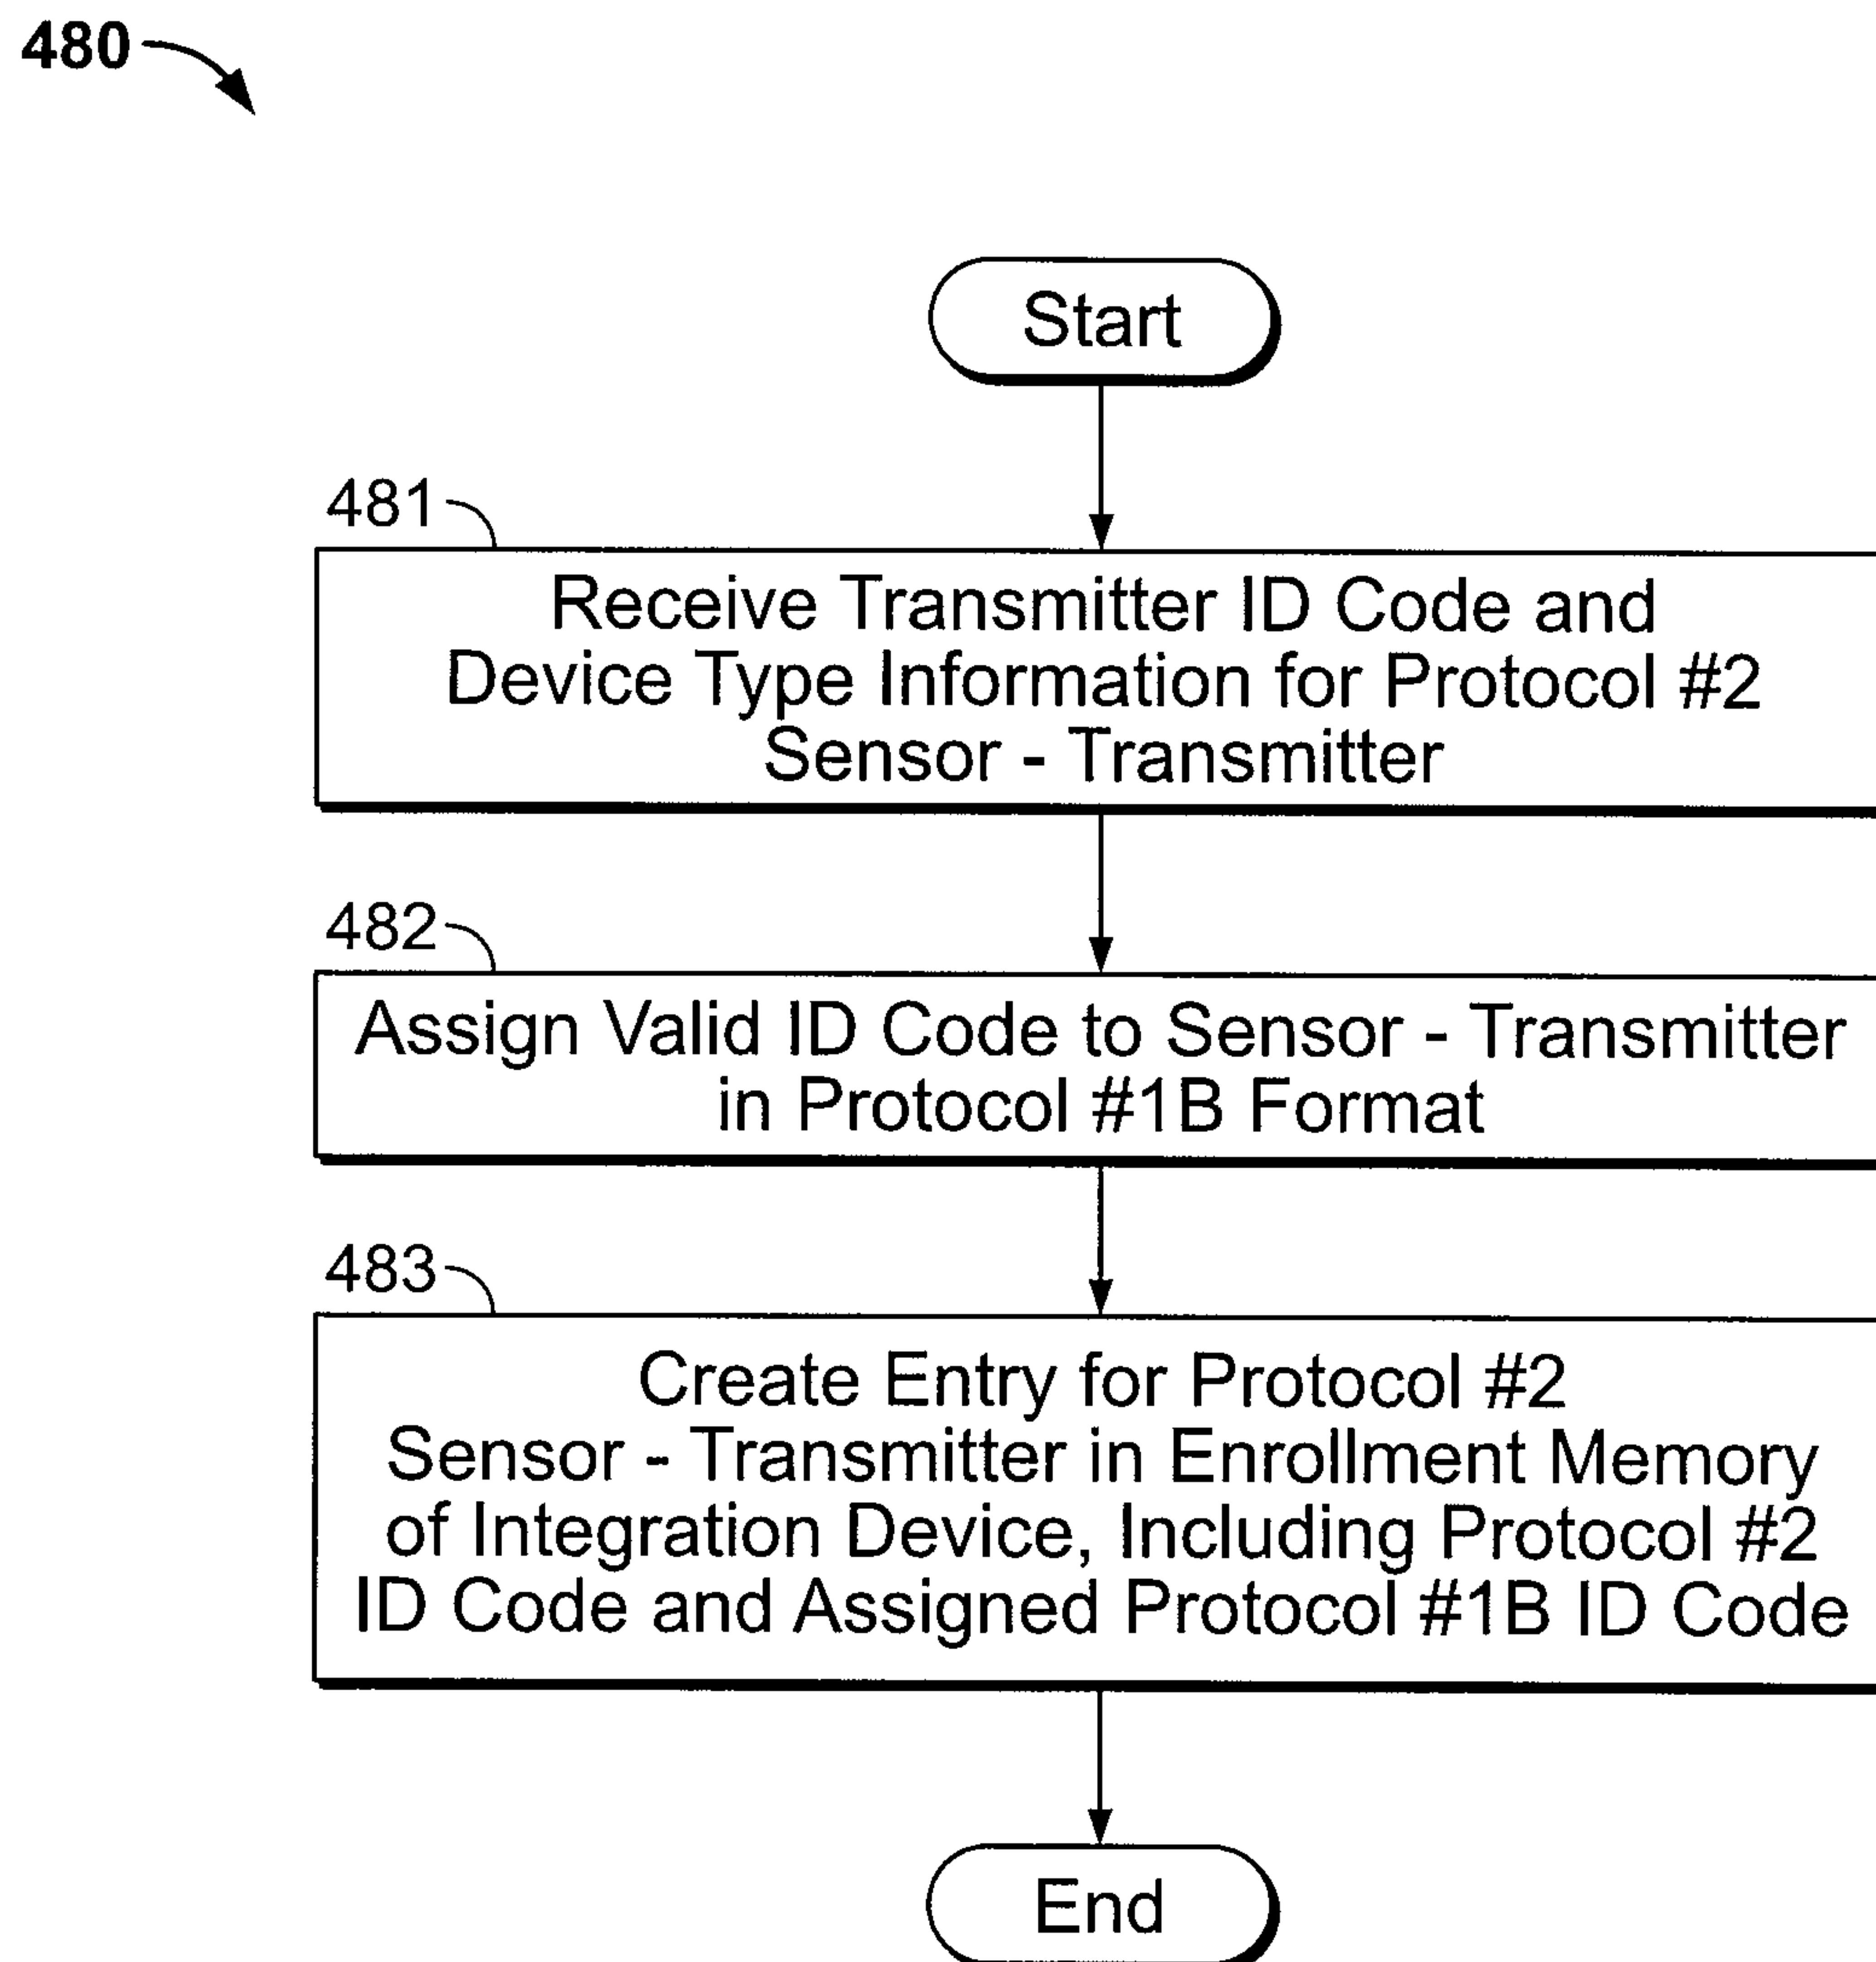 480
Start
481
Receive Transmitter ID Code and
Device Type Information for Protocol #2
Sensor - Transmitter
482
Assign Valid ID Code to Sensor - Transmitter
in Protocol #1B Format
483
Create Entry for Protocol #2
Sensor - Transmitter in Enrollment Memory
of Integration Device, Including Protocol #2
ID Code and Assigned Protocol #1B ID Code
End